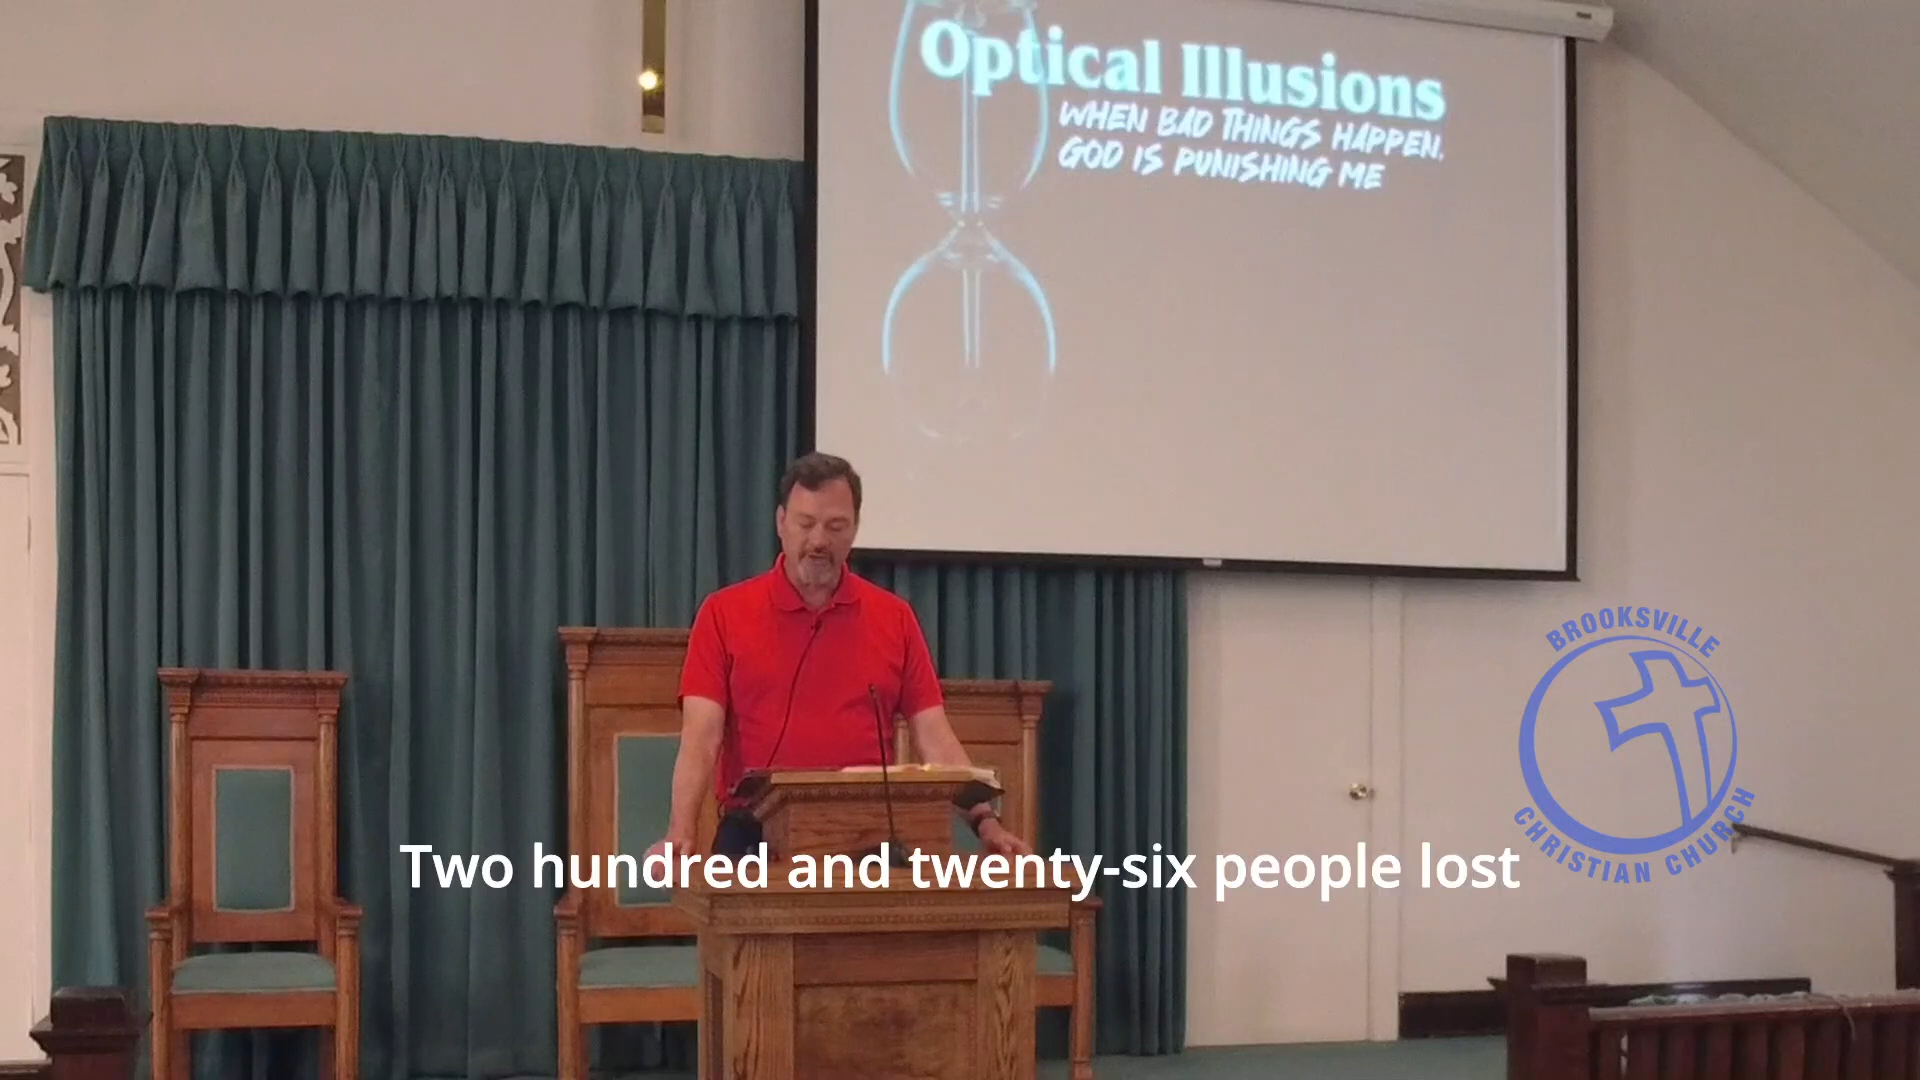 Optical Illusions
WHEN BAD THINGS HAPPEN,
GOD IS PUNISHING ME
BROOKSVILLE
CHRISTIAN CHURCH
Two hundred and twenty-six people lost